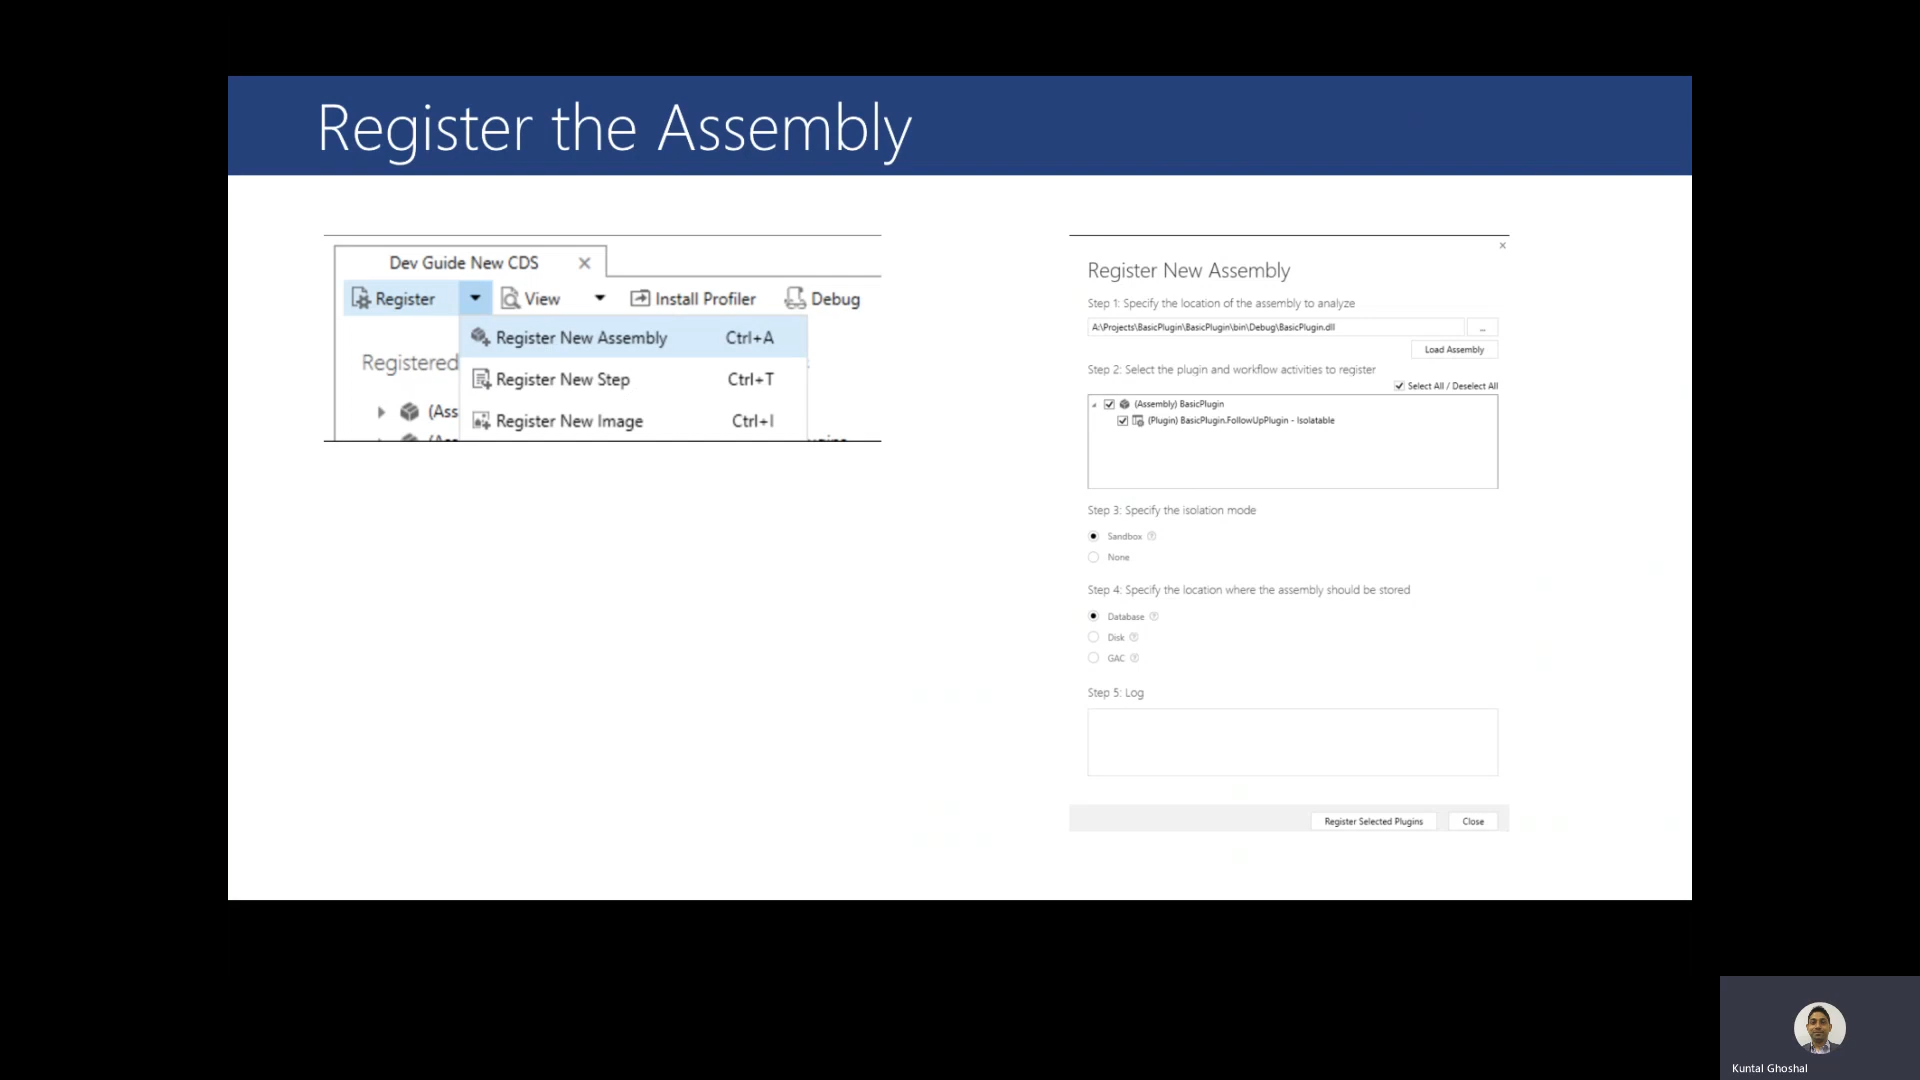 Register the Assembly
Dev Guide New CDS
Register View Install Profiler Debug
Register New Assembly Ctrl+A
Registered
Register New Step Ctrl+T
(Ass
Register New Image Ctrl+I
Register New Assembly
Step 1: Specify the location of the assembly to analyze
A:\Projects\BasicPlugin\BasicPlugin\bin\Debug\BasicPlugin.dll ...
Load Assembly
Step 2: Select the plugin and workflow activities to register
Select All / Deselect All
(Assembly) BasicPlugin
(Plugin) BasicPlugin.FollowUpPlugin - Isolatable
Step 3: Specify the isolation mode
Sandbox
None
Step 4: Specify the location where the assembly should be stored
Database
Disk
GAC
Step 5: Log
Register Selected Plugins Close
Kuntal Ghoshal